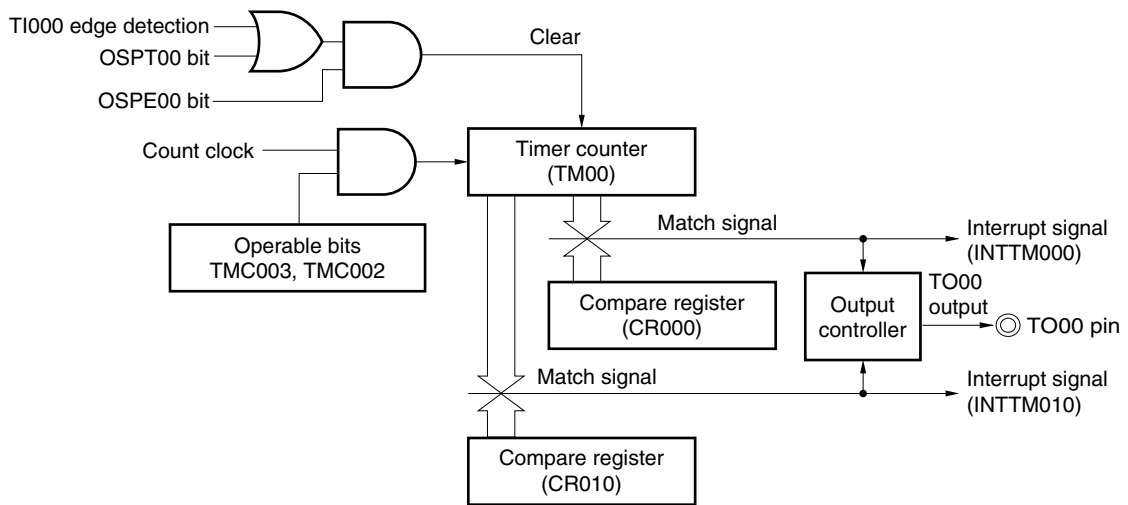 TI000 edge detection
OSPT00 bit
OSPE00 bit
Clear
Count clock
Timer counter
(TM00)
Operable bits
TMC003, TMC002
Match signal
Interrupt signal
(INTTM000)
Compare register
(CR000)
Output
controller
TO00
output
TO00 pin
Match signal
Interrupt signal
(INTTM010)
Compare register
(CR010)